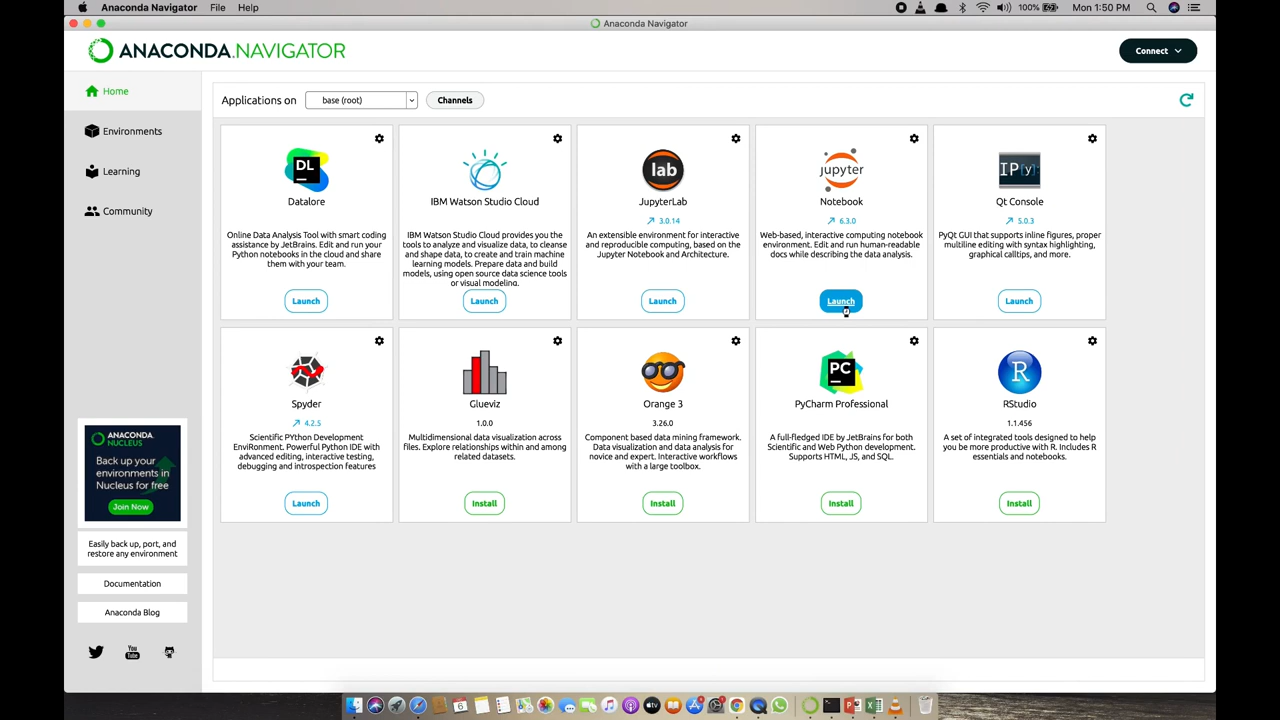 Anaconda Navigator File Help 100% Mon 1:50 PM
Anaconda Navigator
ANACONDA.NAVIGATOR
Connect
Home
Environments
Learning
Community
Applications on base (root) Channels
DL
Datalore
Online Data Analysis Tool with smart coding
assistance by JetBrains. Edit and run your
Python notebooks in the cloud and share
them with your team.
Launch
IBM Watson Studio Cloud
IBM Watson Studio Cloud provides you the
tools to analyze and visualize data, to cleanse
and shape data, to create and train machine
learning models. Prepare data and build
models, using open source data science tools
or visual modeling.
Launch
lab
JupyterLab
3.0.14
An extensible environment for interactive
and reproducible computing, based on the
Jupyter Notebook and Architecture.
Launch
jupyter
Notebook
6.3.0
Web-based, interactive computing notebook
environment. Edit and run human-readable
docs while describing the data analysis.
Launch
IP[y]
Qt Console
5.0.3
PyQt GUI that supports inline figures, proper
multiline editing with syntax highlighting,
graphical calltips, and more.
Launch
Spyder
4.2.5
Scientific PYthon Development
EnviRonment. Powerful Python IDE with
advanced editing, interactive testing,
debugging and introspection features
Launch
Glueviz
1.0.0
Multidimensional data visualization across
files. Explore relationships within and among
related datasets.
Install
Orange 3
3.26.0
Component based data mining framework.
Data visualization and data analysis for
novice and expert. Interactive workflows
with a large toolbox.
Install
PC
PyCharm Professional
A full-fledged IDE by JetBrains for both
Scientific and Web Python development.
Supports HTML, JS, and SQL.
Install
R
RStudio
1.1.456
A set of integrated tools designed to help
you be more productive with R. Includes R
essentials and notebooks.
Install
ANACONDA.
NUCLEUS
Back up your
environments in
Nucleus for free
Join Now
Easily back up, port, and
restore any environment
Documentation
Anaconda Blog
You
Tube